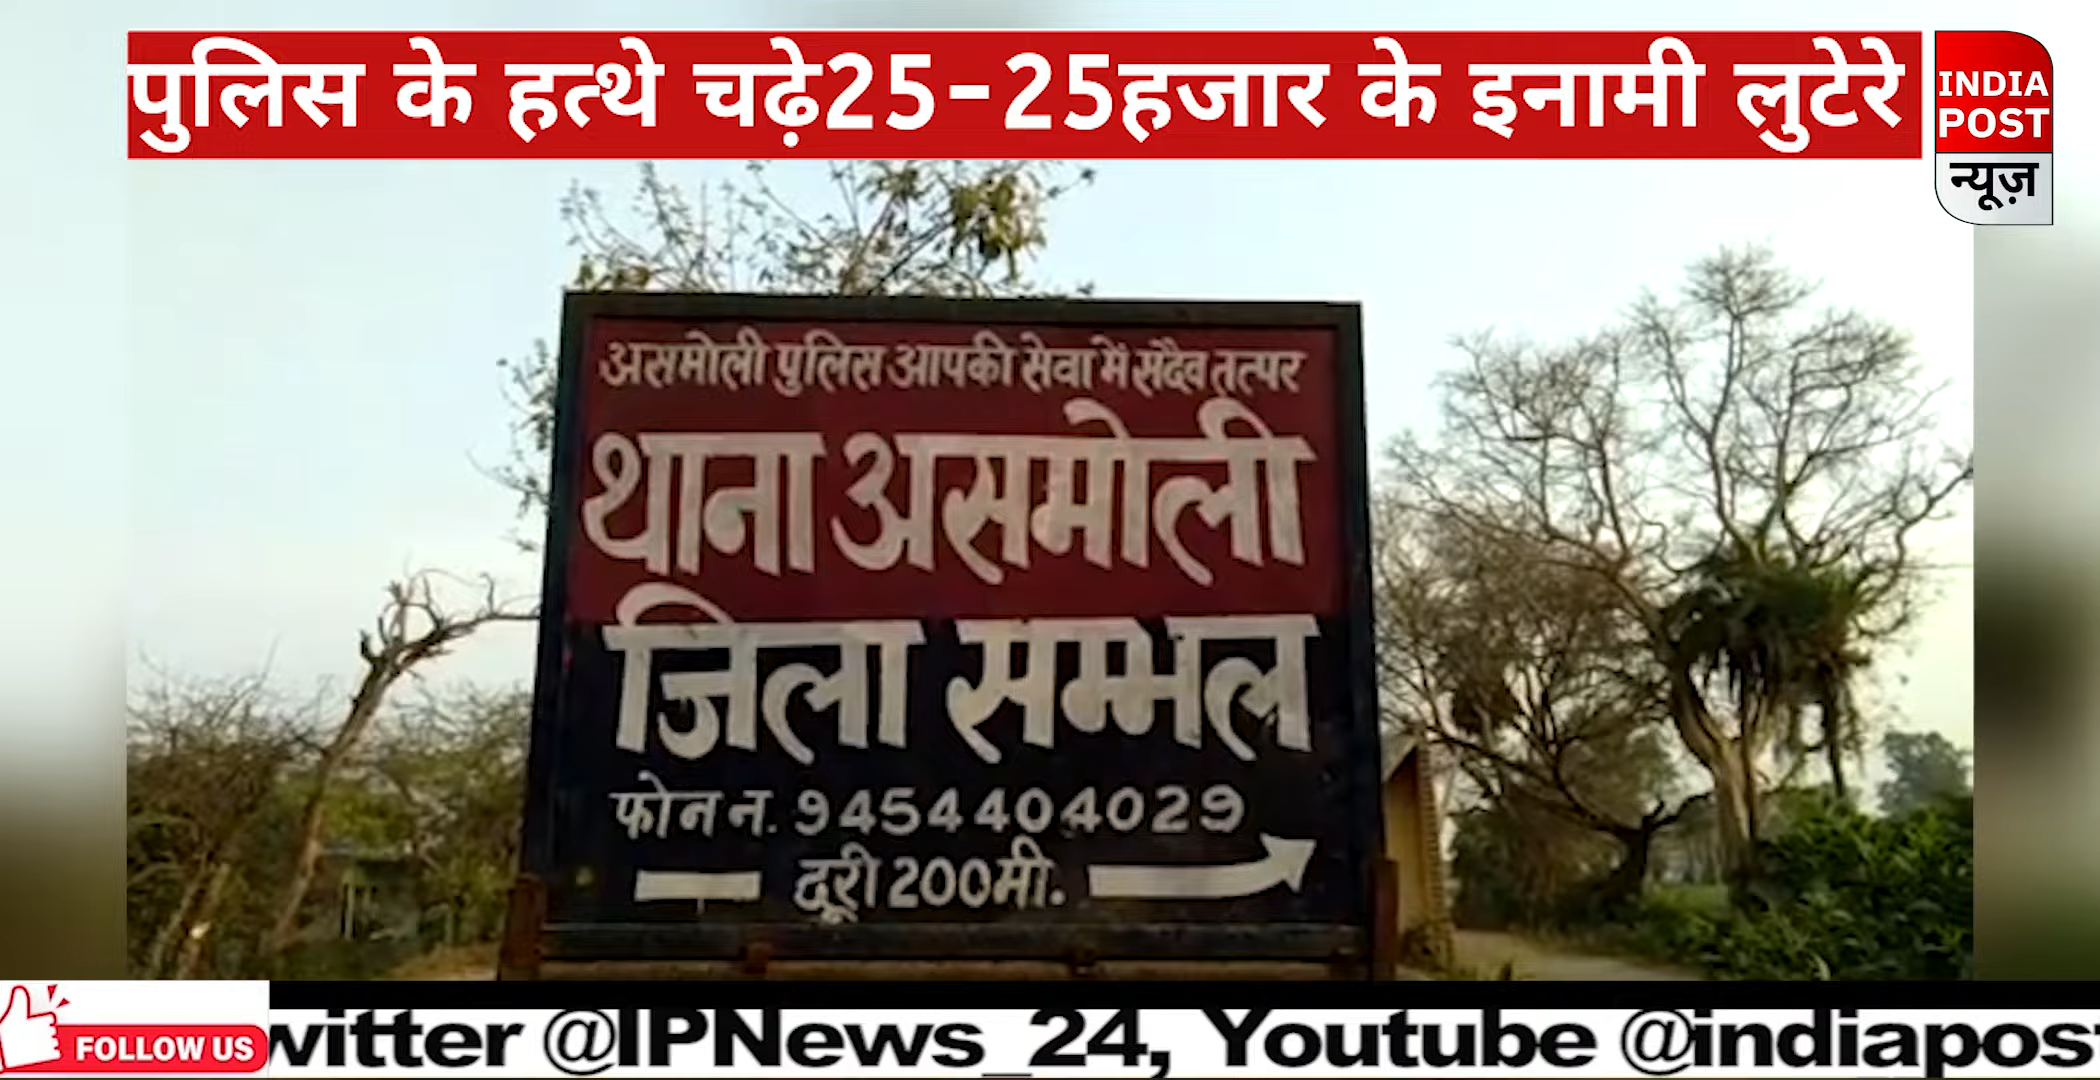 पुलिस के हत्थे चढ़े25-25हजार के इनामी लुटेरे
INDIA
POST
न्यूज़
असमोली पुलिस आपकी सेवा में सदैव तत्पर
थाना असमोली
जिला सम्भल
फोन न. 9454404029
दूरी 200मी.
FOLLOW US
witter @IPNews_24, Youtube @indiapos